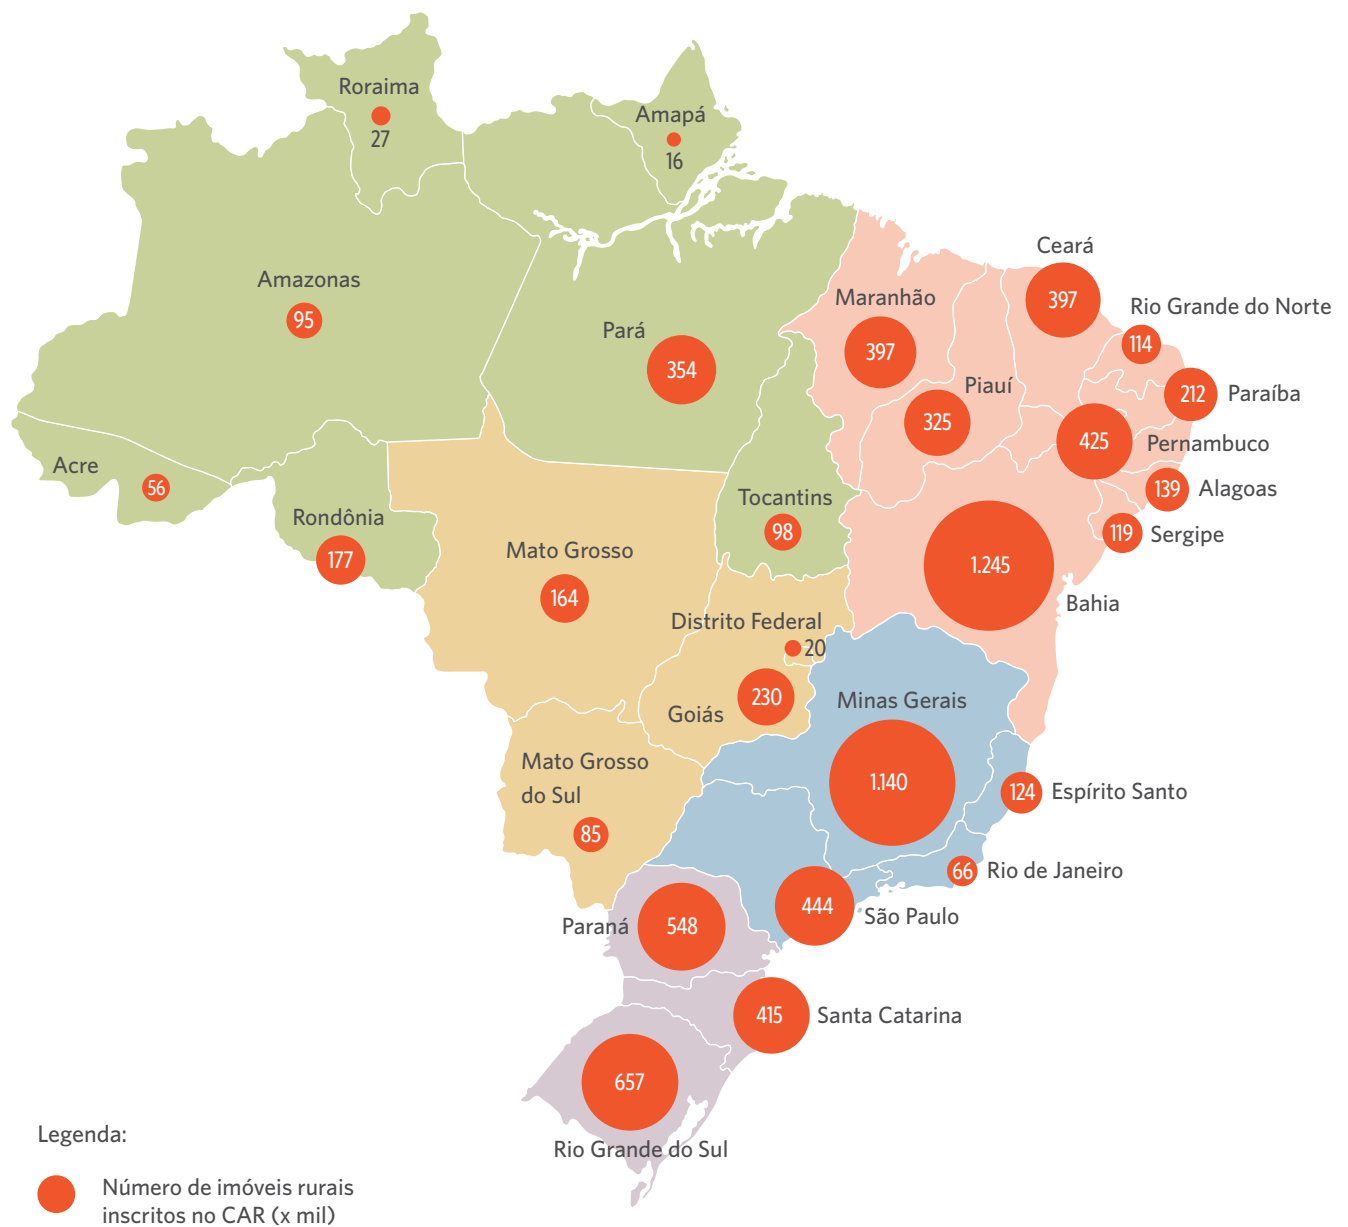 Roraima
27
Amapá
16
Amazonas
95
Pará
354
Acre
56
Rondônia
177
Tocantins
98
Maranhão
397
Piauí
325
Ceará
397
Rio Grande do Norte
114
212
Paraíba
425
Pernambuco
139
Alagoas
119
Sergipe
1.245
Bahia
Mato Grosso
164
Distrito Federal
20
Goiás
230
Mato Grosso
do Sul
85
Minas Gerais
1.140
124
Espírito Santo
66
Rio de Janeiro
444
São Paulo
Paraná
548
415
Santa Catarina
657
Rio Grande do Sul
Legenda:
Número de imóveis rurais
inscritos no CAR (x mil)